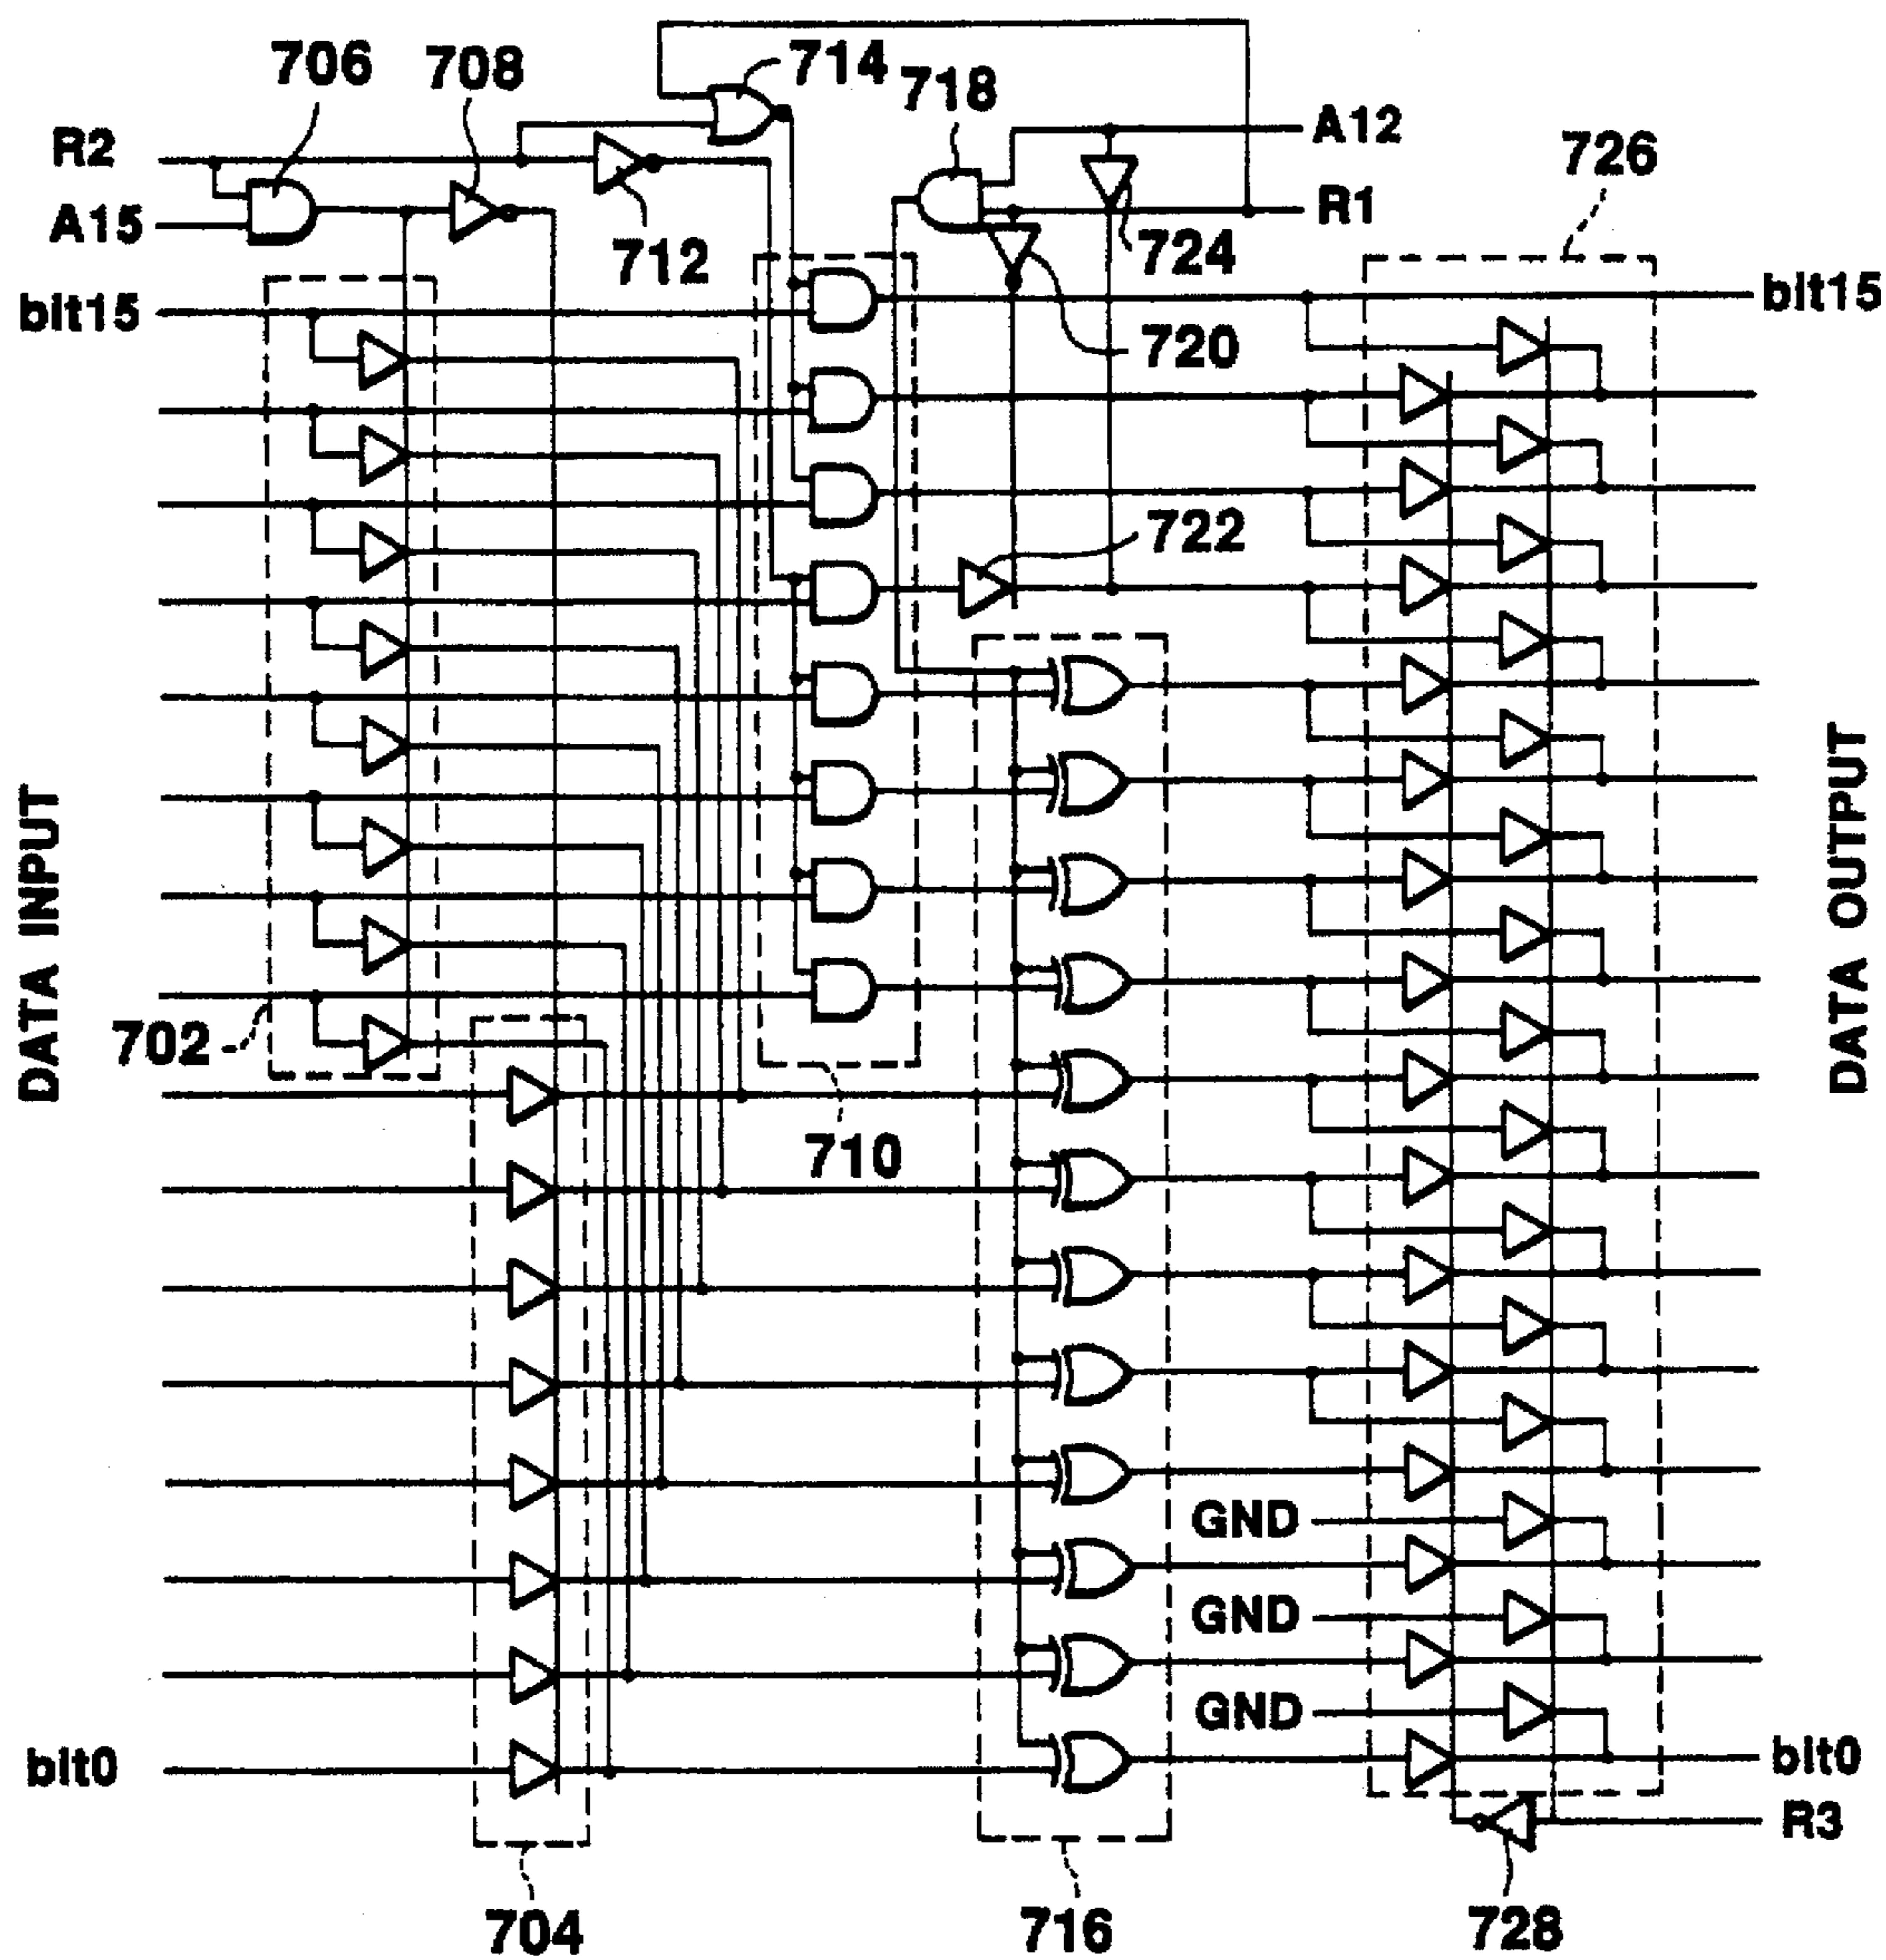 706
708
714
718
R2
A12
726
A15
R1
712
724
bit15
bit15
720
722
DATA INPUT
DATA OUTPUT
702
710
GND
GND
GND
bit0
bit0
R3
704
716
728